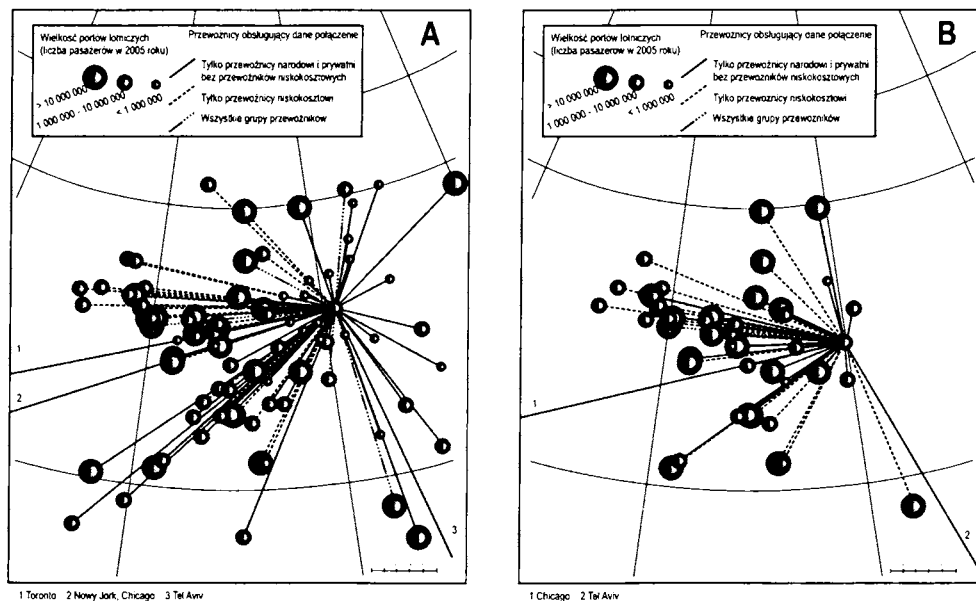 A
Wielkość portów lotniczych
(liczba pasażerów w 2005 roku)
> 10 000 000
1 000 000 - 10 000 000
< 1 000 000
Przewoźnicy obsługujący dane połączenie
Tylko przewoźnicy narodowi i prywatni
bez przewoźników niskokosztowych
Tylko przewoźnicy niskokosztowi
Wszystkie grupy przewoźników
1
2
3
1 Toronto 2 Nowy Jork, Chicago 3 Tel Aviv
B
Wielkość portów lotniczych
(liczba pasażerów w 2005 roku)
> 10 000 000
1 000 000 - 10 000 000
< 1 000 000
Przewoźnicy obsługujący dane połączenie
Tylko przewoźnicy narodowi i prywatni
bez przewoźników niskokosztowych
Tylko przewoźnicy niskokosztowi
Wszystkie grupy przewoźników
1
2
1 Chicago 2 Tel Aviv